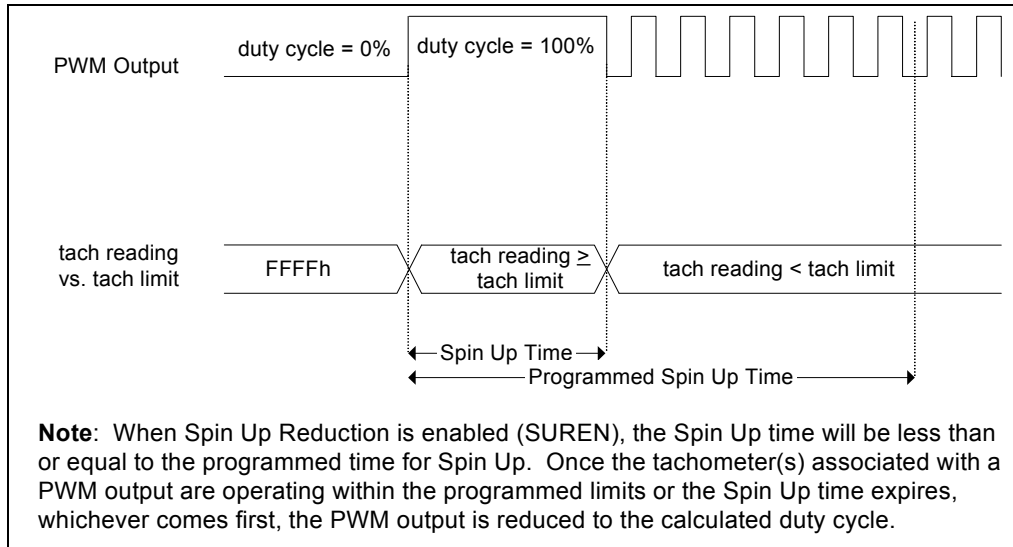 duty cycle = 0%
duty cycle = 100%
PWM Output
tach reading
vs. tach limit
FFFFh
tach reading ≥
tach limit
tach reading < tach limit
Spin Up Time
Programmed Spin Up Time
Note: When Spin Up Reduction is enabled (SUREN), the Spin Up time will be less than
or equal to the programmed time for Spin Up. Once the tachometer(s) associated with a
PWM output are operating within the programmed limits or the Spin Up time expires,
whichever comes first, the PWM output is reduced to the calculated duty cycle.